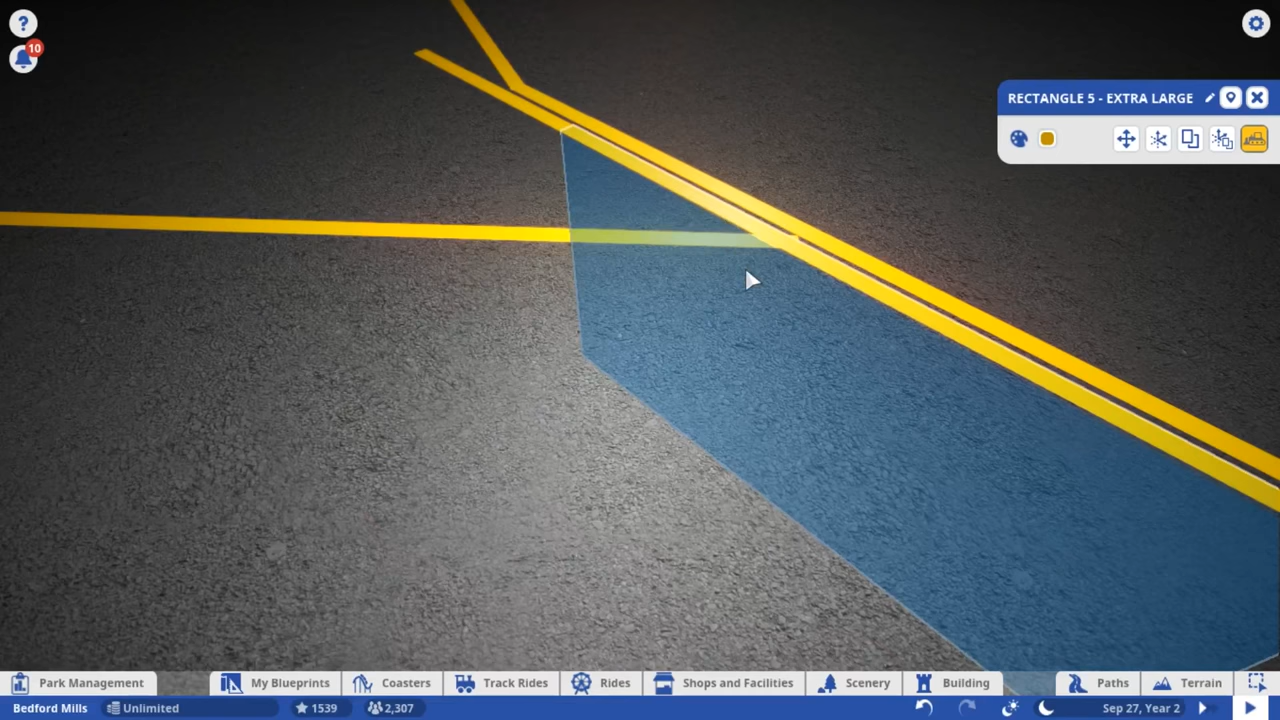 ?
10
RECTANGLE 5 - EXTRA LARGE
Park Management
My Blueprints
Coasters
Track Rides
Rides
Shops and Facilities
Scenery
Building
Paths
Terrain
Bedford Mills
Unlimited
1539
2,307
Sep 27, Year 2